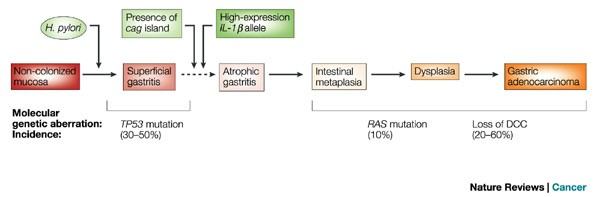 H. pylori
Presence of
cag island
High-expression
IL-1β allele
Non-colonized
mucosa
Superficial
gastritis
Atrophic
gastritis
Intestinal
metaplasia
Dysplasia
Gastric
adenocarcinoma
Molecular
genetic aberration:
Incidence:
TP53 mutation
(30–50%)
RAS mutation
(10%)
Loss of DCC
(20–60%)
Nature Reviews | Cancer